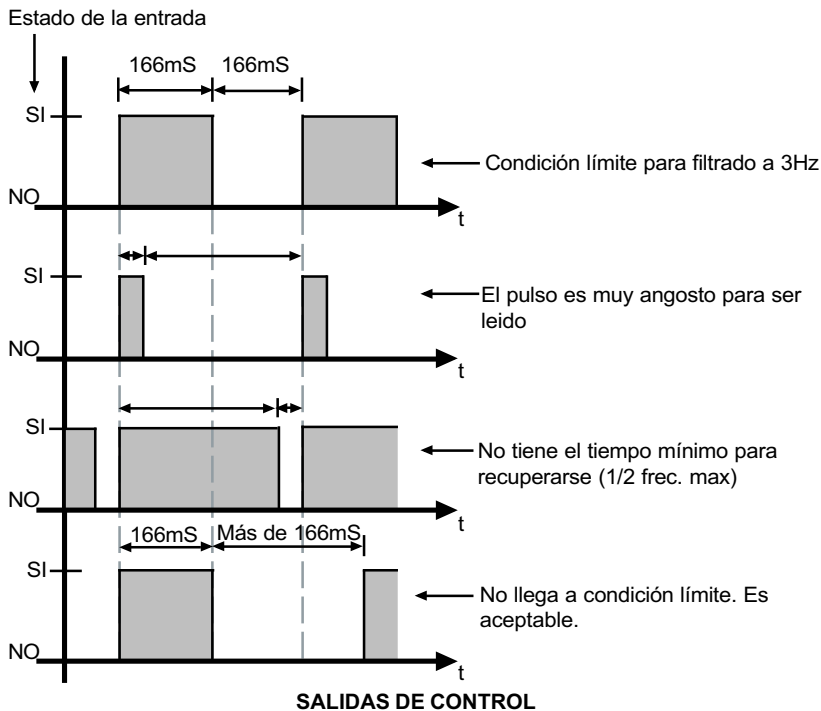 Estado de la entrada
166mS 166mS
SI
Condición límite para filtrado a 3Hz
NO
t
SI
El pulso es muy angosto para ser
leido
NO
t
SI
No tiene el tiempo mínimo para
recuperarse (1/2 frec. max)
NO
t
166mS Más de 166mS
SI
No llega a condición límite. Es
aceptable.
NO
t
SALIDAS DE CONTROL